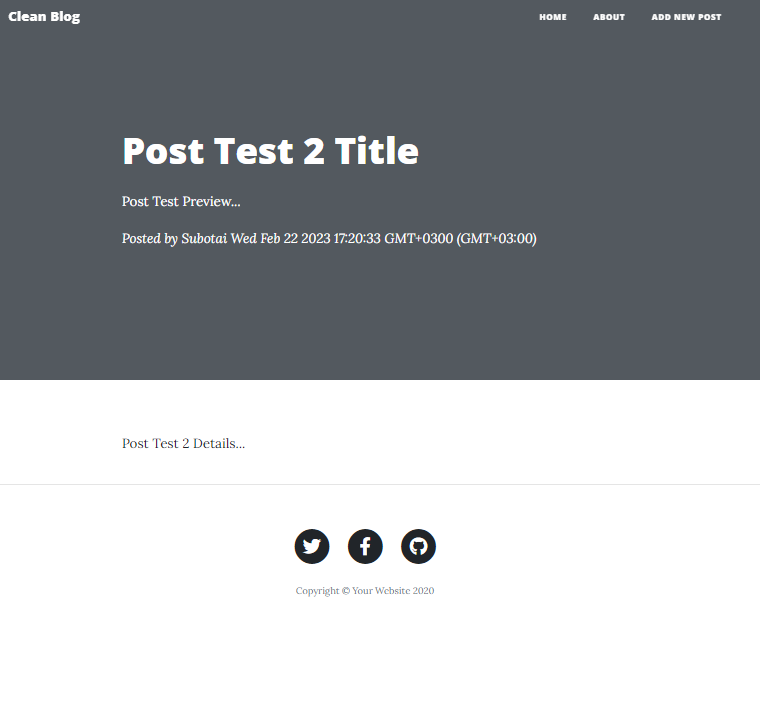 Clean Blog
HOME ABOUT ADD NEW POST
Post Test 2 Title
Post Test Preview...
Posted by Subotai Wed Feb 22 2023 17:20:33 GMT+0300 (GMT+03:00)
Post Test 2 Details...
Copyright © Your Website 2020